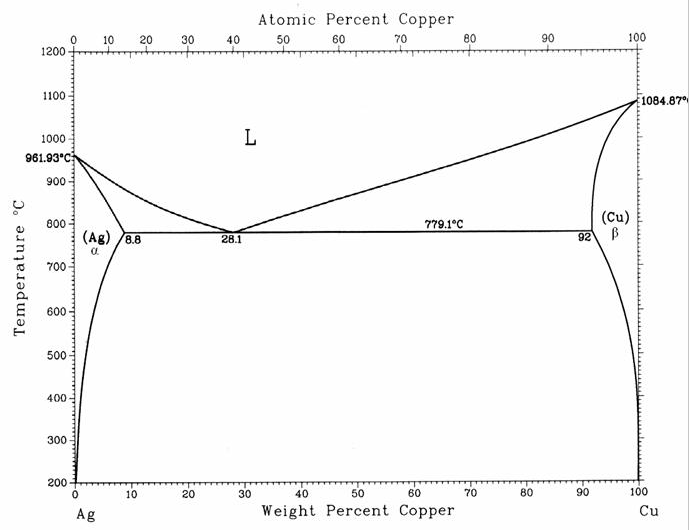 Atomic Percent Copper
0 10 20 30 40 50 60 70 80 90 100
1200
1100
1084.87°
1000
L
961.93°C
900
Temperature °C
800
(Ag)
α
8.8
28.1
779.1°C
92
(Cu)
β
700
600
500
400
300
200
0 10 20 30 40 50 60 70 80 90 100
Ag
Weight Percent Copper
Cu